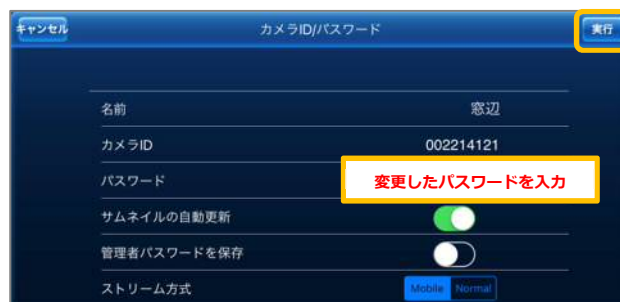 キャンセル カメラID/パスワード 実行
名前 窓辺
カメラID 002214121
パスワード 変更したパスワードを入力
サムネイルの自動更新
管理者パスワードを保存
ストリーム方式 Mobile Normal